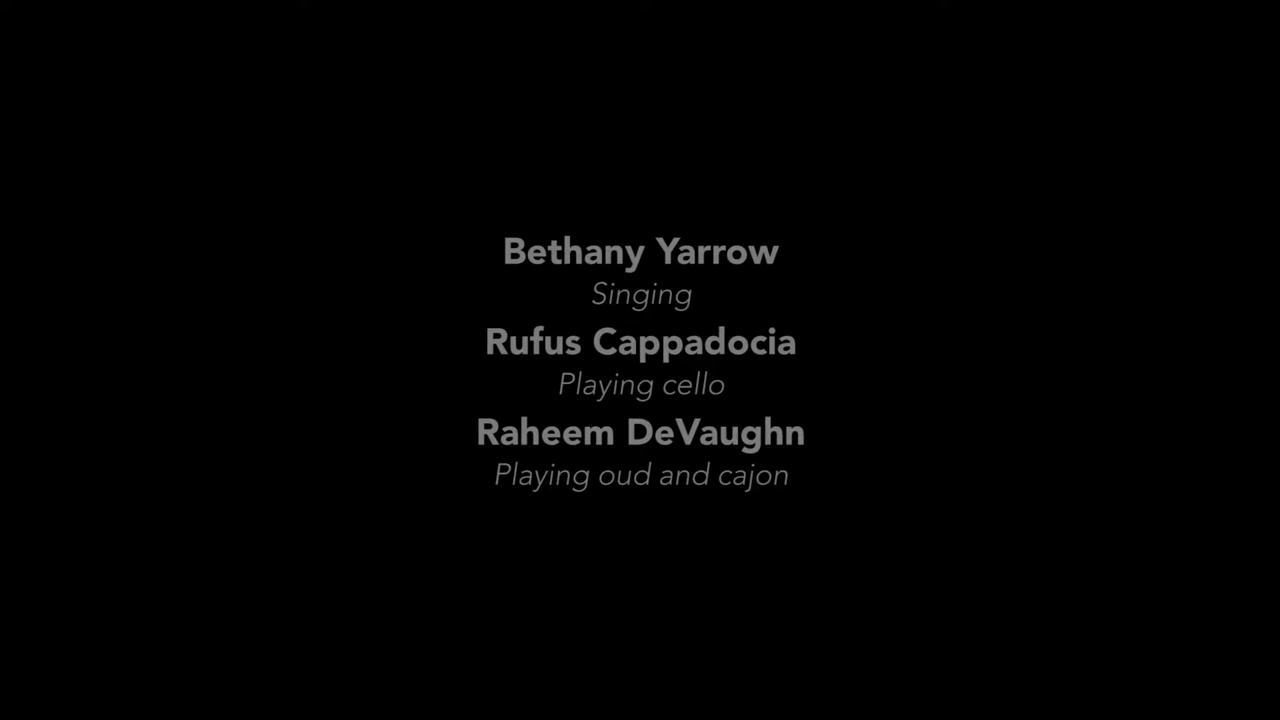 Bethany Yarrow
Singing
Rufus Cappadocia
Playing cello
Raheem DeVaughn
Playing oud and cajon